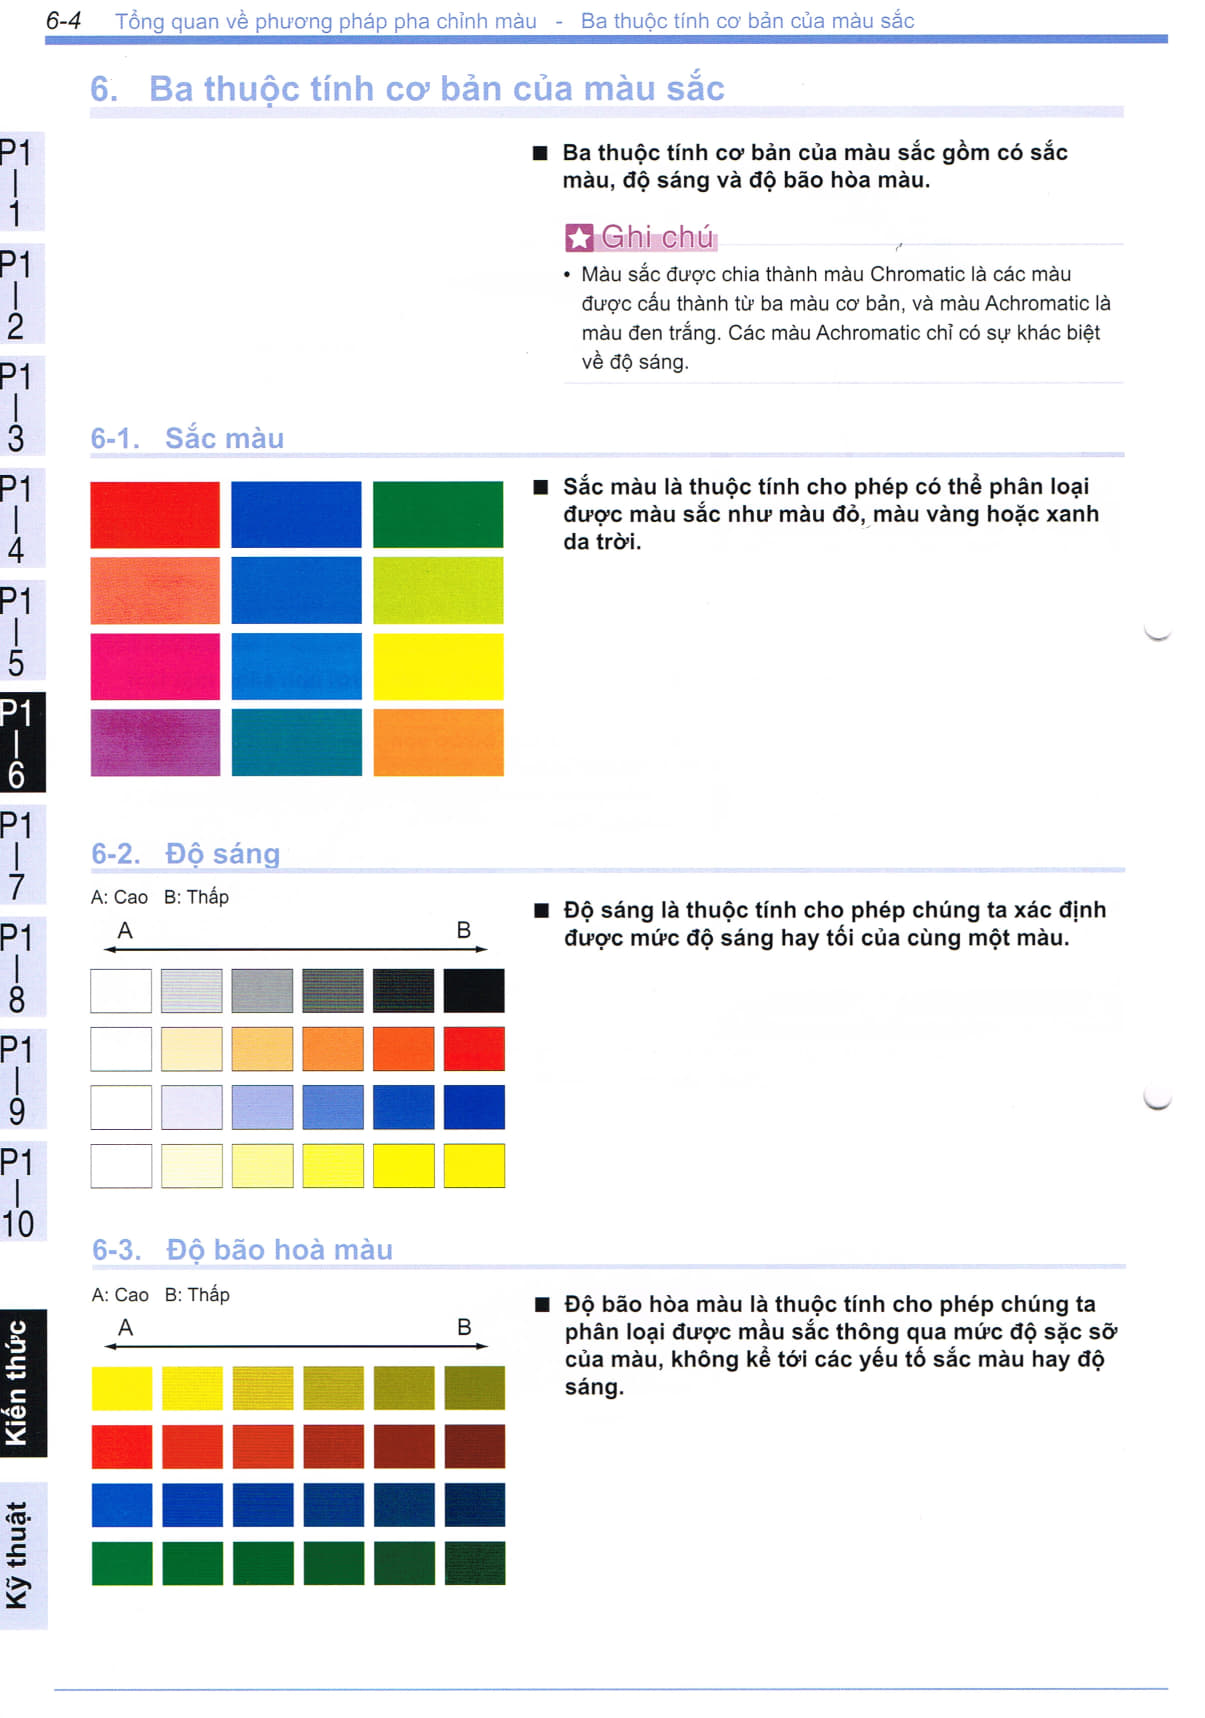 6-4 Tổng quan về phương pháp pha chỉnh màu - Ba thuộc tính cơ bản của màu sắc
6. Ba thuộc tính cơ bản của màu sắc
■ Ba thuộc tính cơ bản của màu sắc gồm có sắc
màu, độ sáng và độ bão hòa màu.
Ghi chú
• Màu sắc được chia thành màu Chromatic là các màu
được cấu thành từ ba màu cơ bản, và màu Achromatic là
màu đen trắng. Các màu Achromatic chỉ có sự khác biệt
về độ sáng.
6-1. Sắc màu
■ Sắc màu là thuộc tính cho phép có thể phân loại
được màu sắc như màu đỏ, màu vàng hoặc xanh
da trời.
6-2. Độ sáng
A: Cao B: Thấp
A B
■ Độ sáng là thuộc tính cho phép chúng ta xác định
được mức độ sáng hay tối của cùng một màu.
6-3. Độ bão hoà màu
A: Cao B: Thấp
A B
■ Độ bão hòa màu là thuộc tính cho phép chúng ta
phân loại được mầu sắc thông qua mức độ sặc sỡ
của màu, không kể tới các yếu tố sắc màu hay độ
sáng.
P1
1
P1
2
P1
3
P1
4
P1
5
P1
6
P1
7
P1
8
P1
9
P1
10
Kiến thức
Kỹ thuật